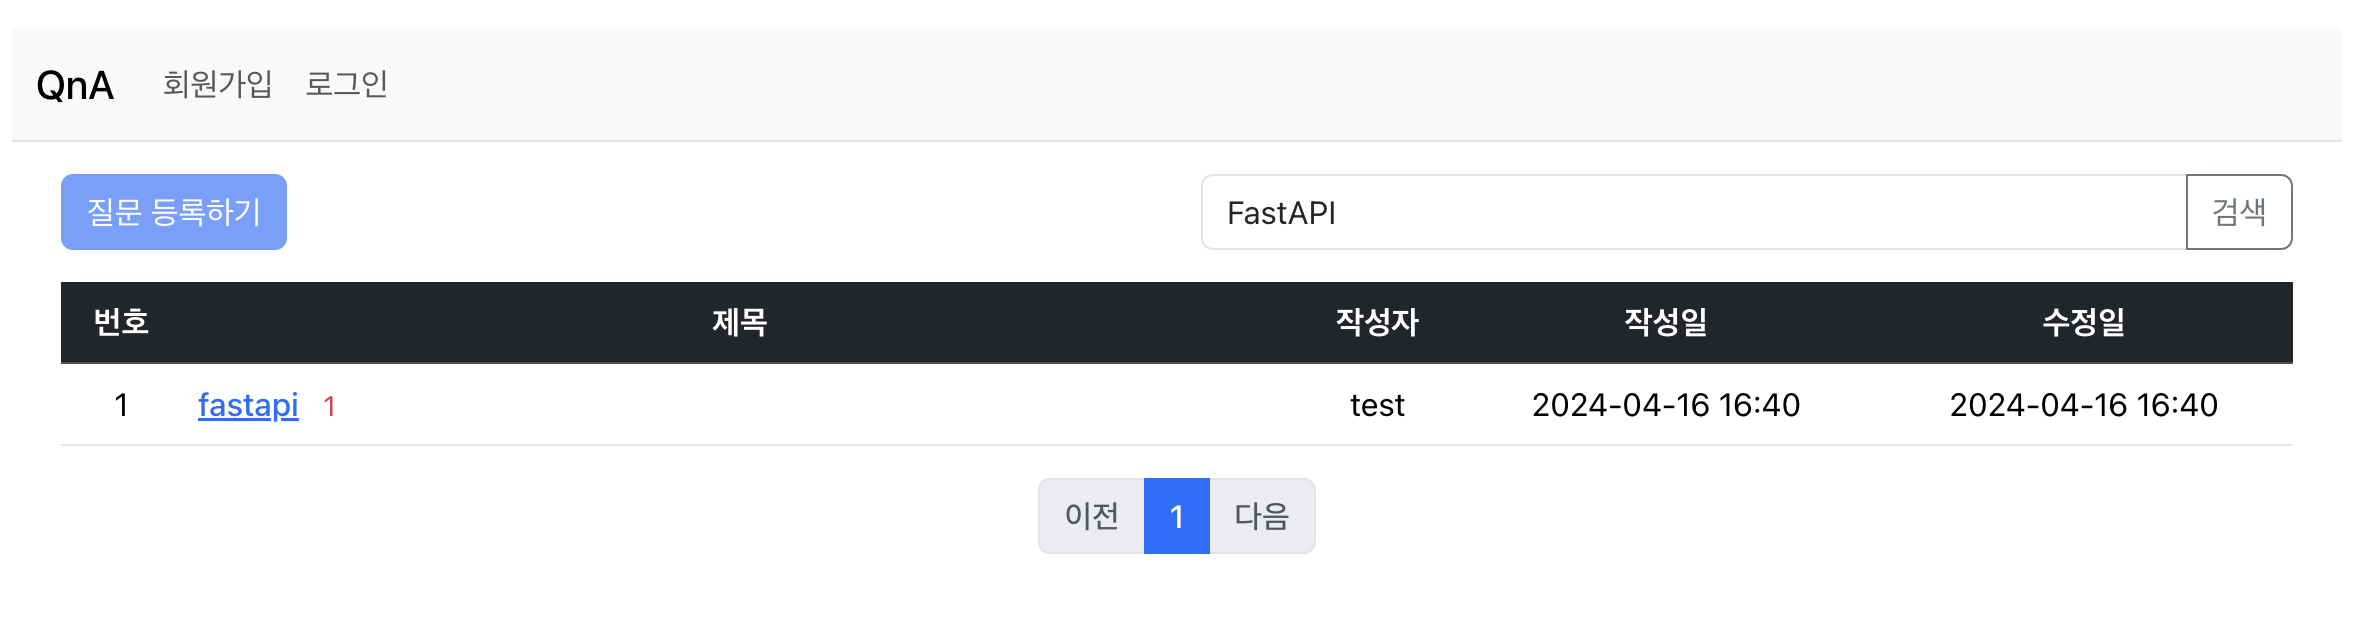 QnA 회원가입 로그인
질문 등록하기 FastAPI 검색
번호 제목 작성자 작성일 수정일
1 fastapi 1 test 2024-04-16 16:40 2024-04-16 16:40
이전 1 다음